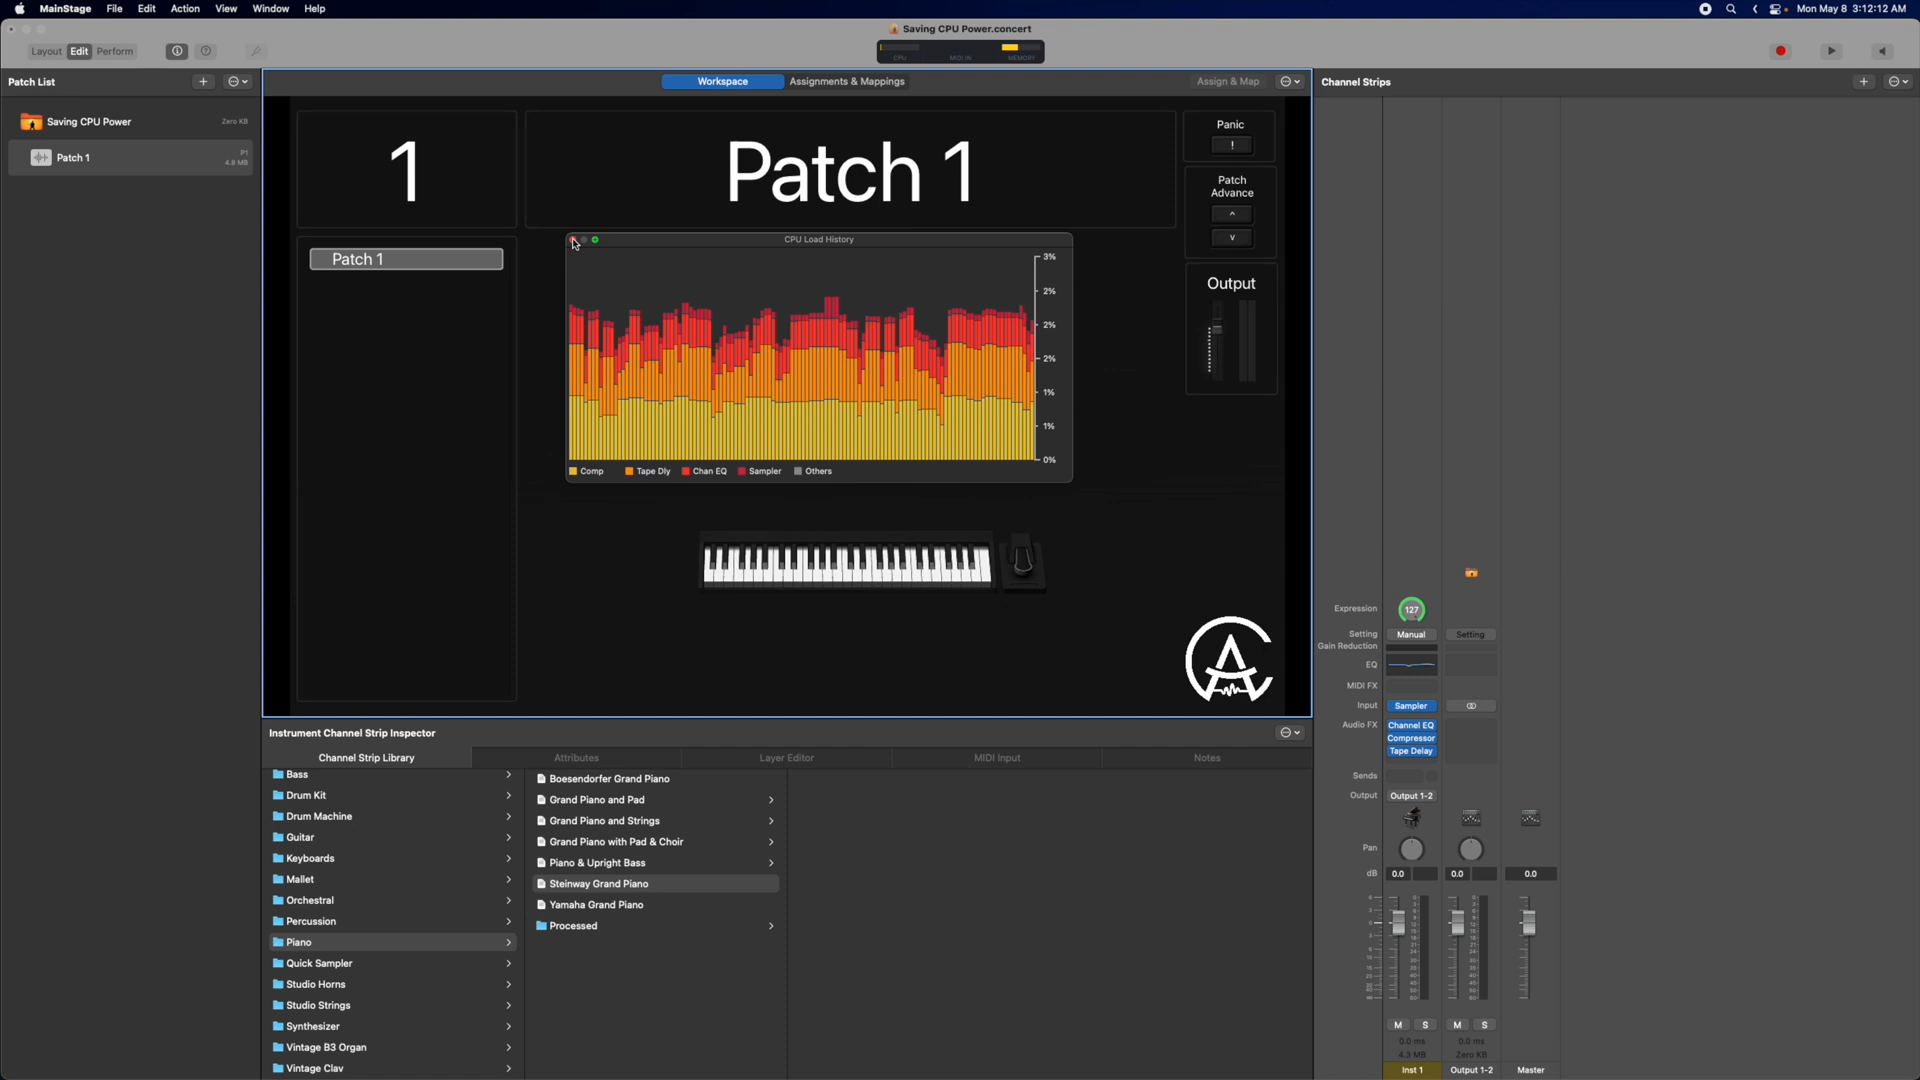 MainStage File Edit Action View Window Help
Mon May 8 3:12:12 AM
Saving CPU Power.concert
Layout Edit Perform
CPU MIDI IN MEMORY
Patch List
Workspace Assignments & Mappings
Assign & Map
Channel Strips
Saving CPU Power
Zero KB
Patch 1
P1
4.8 MB
1
Patch 1
Panic
!
Patch
Advance
^
v
Output
Patch 1
CPU Load History
3%
2%
2%
2%
1%
1%
0%
Comp Tape Dly Chan EQ Sampler Others
Expression 127
Setting Manual Setting
Gain Reduction
EQ
MIDI FX
Input Sampler
Audio FX Channel EQ
Compressor
Tape Delay
Sends
Output Output 1-2
Pan
dB 0.0 0.0 0.0
M S M S
0.0 ms 0.0 ms
4.3 MB Zero KB
Inst 1 Output 1-2 Master
Instrument Channel Strip Inspector
Channel Strip Library Attributes Layer Editor MIDI Input Notes
Bass
Drum Kit
Drum Machine
Guitar
Keyboards
Mallet
Orchestral
Percussion
Piano
Quick Sampler
Studio Horns
Studio Strings
Synthesizer
Vintage B3 Organ
Vintage Clav
Boesendorfer Grand Piano
Grand Piano and Pad
Grand Piano and Strings
Grand Piano with Pad & Choir
Piano & Upright Bass
Steinway Grand Piano
Yamaha Grand Piano
Processed